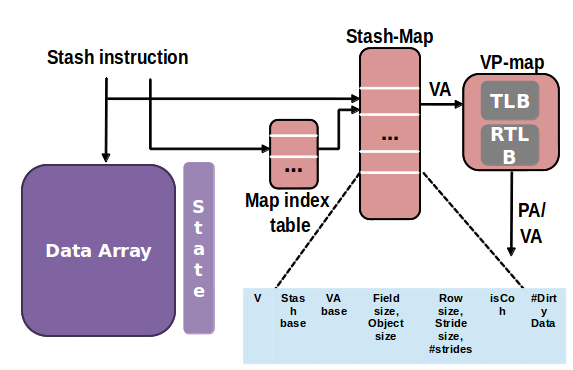 Stash-Map
Stash instruction
VP-map
VA
TLB
RTL
B
...
...
Map index
table
S
t
a
t
e
Data Array
PA/
VA
V
Stas
h
base
VA
base
Field
size,
Object
size
Row
size,
Stride
size,
#strides
isCo
h
#Dirt
y
Data